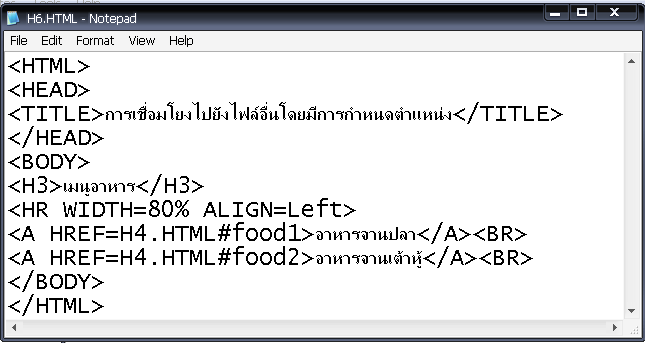 H6.HTML - Notepad
File Edit Format View Help
<HTML>
<HEAD>
<TITLE>การเชื่อมโยงไปยังไฟล์อื่นโดยมีการกำหนดตำแหน่ง</TITLE>
</HEAD>
<BODY>
<H3>เมนูอาหาร</H3>
<HR WIDTH=80% ALIGN=Left>
<A HREF=H4.HTML#food1>อาหารจานปลา</A><BR>
<A HREF=H4.HTML#food2>อาหารจานเต้าหู้</A><BR>
</BODY>
</HTML>